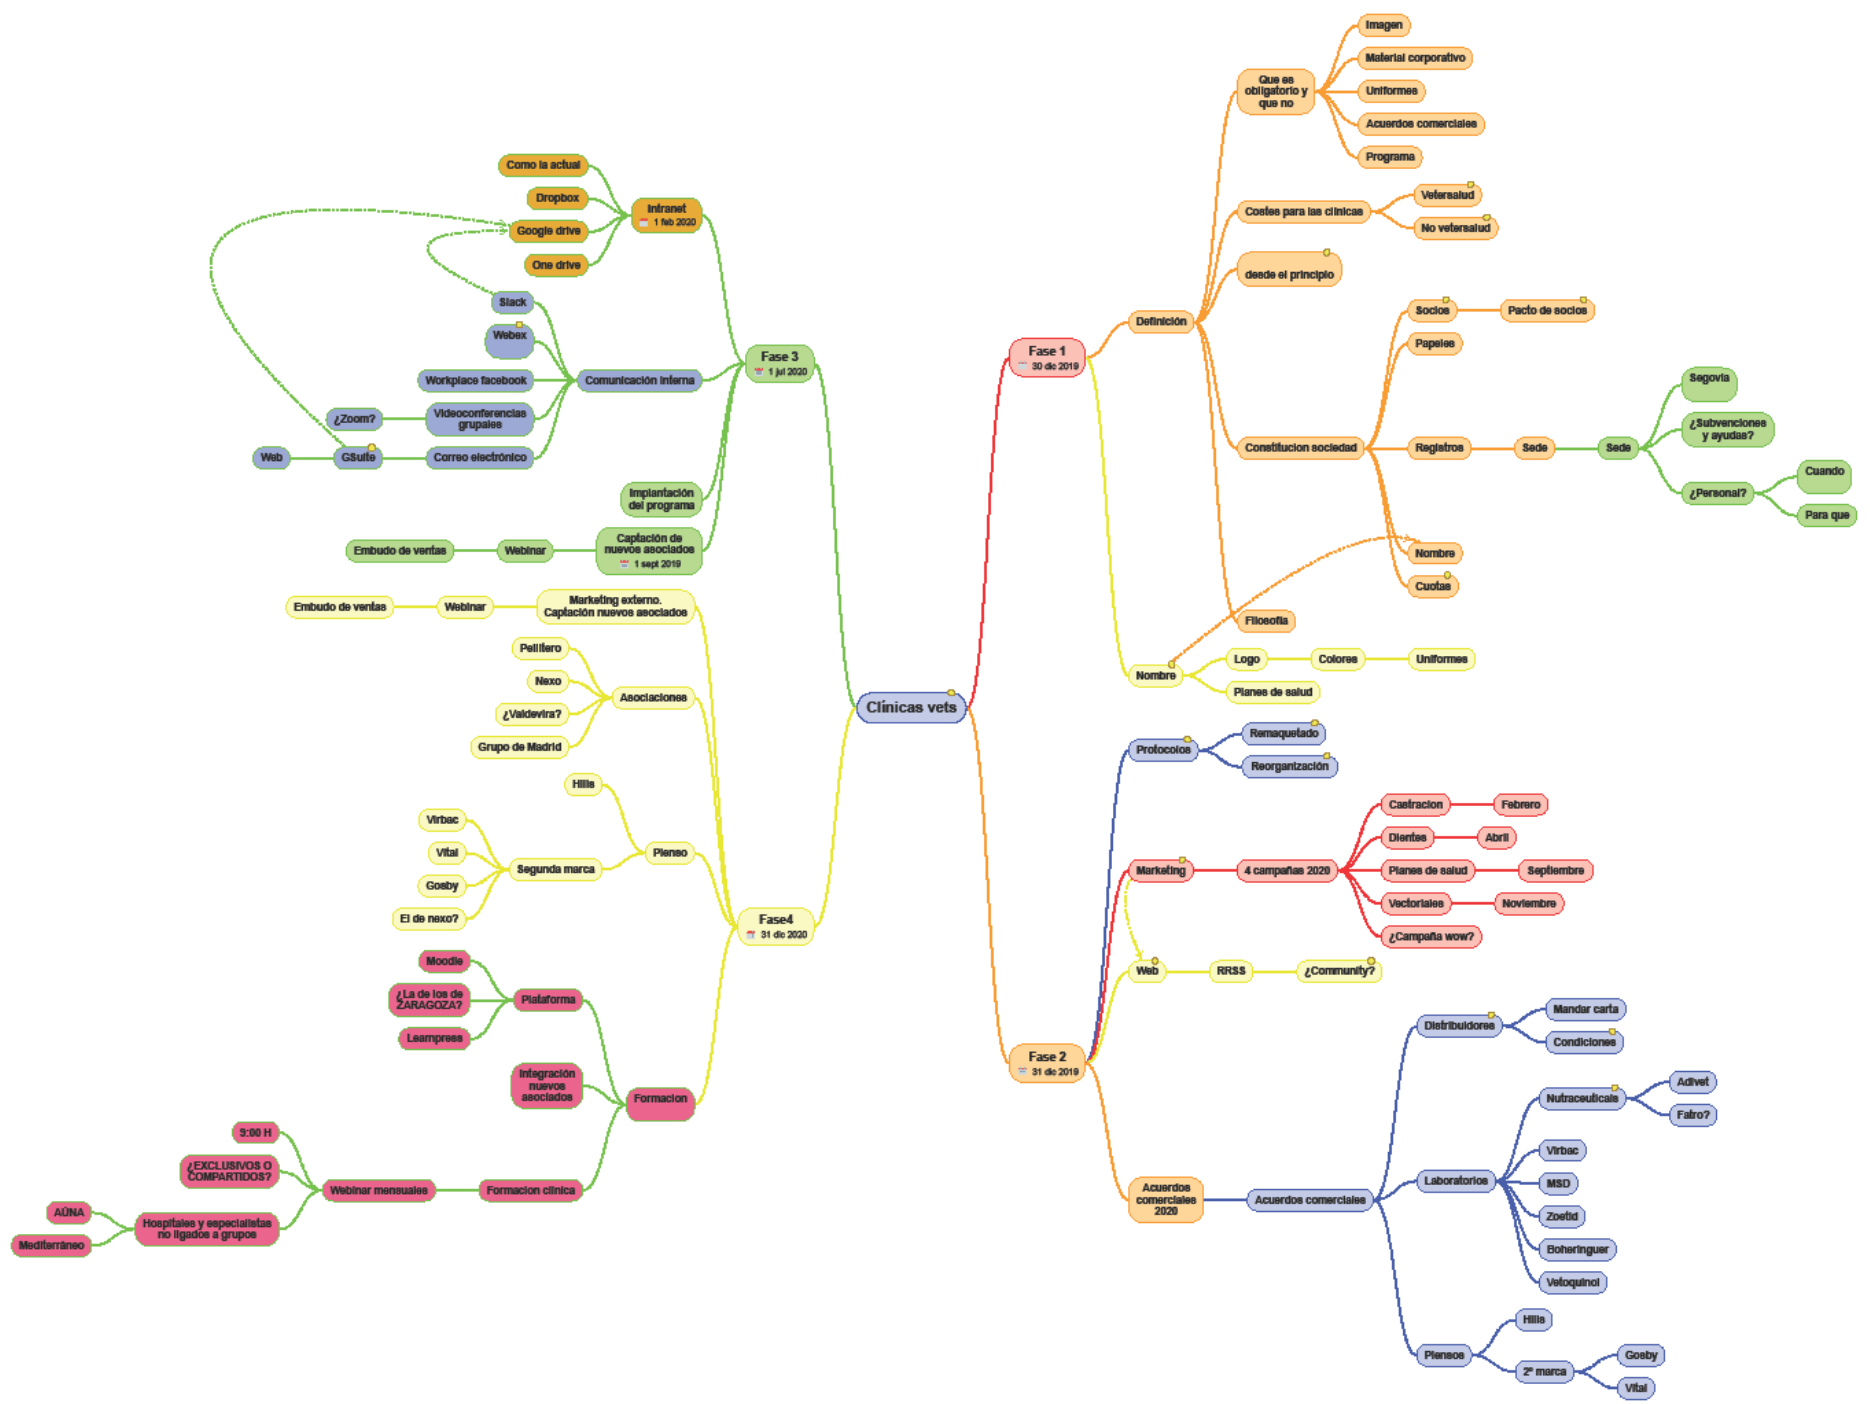 Clínicas vets
Fase 1
30 dic 2019
Definición
Que es
obligatorio y
que no
Imagen
Material corporativo
Uniformes
Acuerdos comerciales
Programa
Costes para las clínicas
Vetersalud
No vetersalud
desde el principio
Constitucion sociedad
Socios
Pacto de socios
Papeles
Registros
Sede
Sede
Segovia
¿Subvenciones
y ayudas?
¿Personal?
Cuando
Para que
Nombre
Cuotas
Filosofía
Nombre
Logo
Colores
Uniformes
Planes de salud
Fase 2
31 dic 2019
Protocolos
Remaquetado
Reorgantzación
Marketing
4 campañas 2020
Castracion
Febrero
Dientes
Abril
Planes de salud
Septiembre
Vectoriales
Noviembre
¿Campaña wow?
Web
RRSS
¿Community?
Acuerdos
comerciales
2020
Acuerdos comerciales
Distribuidores
Mandar carta
Condiciones
Laboratorios
Nutraceuticals
Adivet
Fatro?
Virbac
MSD
Zoetid
Boheringuer
Vetoquinol
Piensos
Hills
2ª marca
Gosby
Vital
Fase 3
1 jul 2020
Intranet
1 feb 2020
Como la actual
Dropbox
Google drive
One drive
Comunicación interna
Slack
Webex
Workplace facebook
Videoconferencias
grupales
¿Zoom?
Correo electrónico
GSuite
Web
Implantación
del programa
Captación de
nuevos asociados
1 sept 2019
Webinar
Embudo de ventas
Fase4
31 dic 2020
Marketing externo.
Captación nuevos asociados
Webinar
Embudo de ventas
Asociaciones
Pellitero
Nexo
¿Valdevira?
Grupo de Madrid
Pienso
Hills
Segunda marca
Virbac
Vital
Gosby
El de nexo?
Formacion
Plataforma
Moodle
¿La de los de
ZARAGOZA?
Learnpress
Integración
nuevos
asociados
Formacion clínica
Webinar mensuales
9:00 H
¿EXCLUSIVOS O
COMPARTIDOS?
Hospitales y especialistas
no ligados a grupos
AÚNA
Mediterráneo